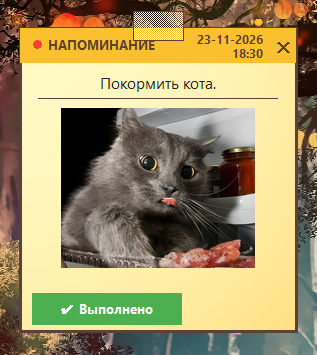 НАПОМИНАНИЕ
23-11-2026
18:30
Покормить кота.
Выполнено